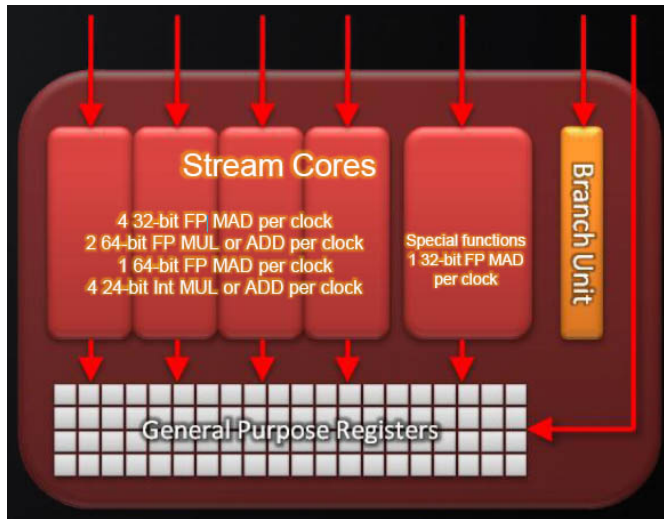 Stream Cores
4 32-bit FP MAD per clock
2 64-bit FP MUL or ADD per clock
1 64-bit FP MAD per clock
4 24-bit Int MUL or ADD per clock
Special functions
1 32-bit FP MAD
per clock
Branch Unit
General Purpose Registers